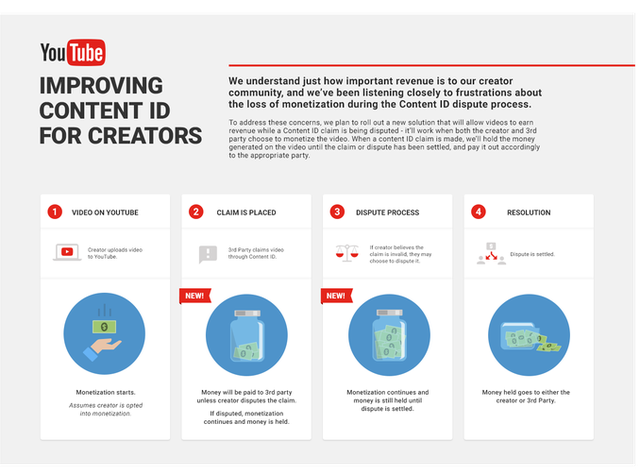 YouTube
IMPROVING
CONTENT ID
FOR CREATORS
We understand just how important revenue is to our creator
community, and we've been listening closely to frustrations about
the loss of monetization during the Content ID dispute process.
To address these concerns, we plan to roll out a new solution that will allow videos to earn
revenue while a Content ID claim is being disputed - it'll work when both the creator and 3rd
party choose to monetize the video. When a content ID claim is made, we'll hold the money
generated on the video until the claim or dispute has been settled, and pay it out accordingly
to the appropriate party.
1 VIDEO ON YOUTUBE
Creator uploads video
to YouTube.
Monetization starts.
Assumes creator is opted
into monetization.
2 CLAIM IS PLACED
3rd Party claims video
through Content ID.
NEW!
Money will be paid to 3rd party
unless creator disputes the claim.
If disputed, monetization
continues and money is held.
3 DISPUTE PROCESS
If creator believes the
claim is invalid, they may
choose to dispute it.
NEW!
Monetization continues and
money is still held until
dispute is settled.
4 RESOLUTION
Dispute is settled.
Money held goes to either the
creator or 3rd Party.